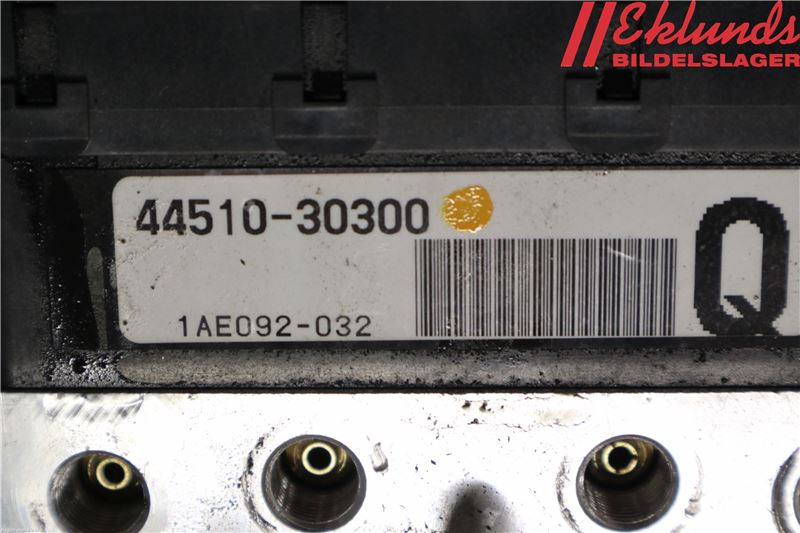 Eklunds
BILDELSLAGER
44510-30300
1AE092-032
Q